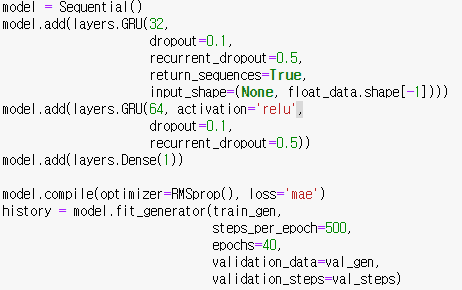 model = Sequential()
model.add(layers.GRU(32,
                     dropout=0.1,
                     recurrent_dropout=0.5,
                     return_sequences=True,
                     input_shape=(None, float_data.shape[-1])))
model.add(layers.GRU(64, activation='relu',
                     dropout=0.1,
                     recurrent_dropout=0.5))
model.add(layers.Dense(1))

model.compile(optimizer=RMSprop(), loss='mae')
history = model.fit_generator(train_gen,
                              steps_per_epoch=500,
                              epochs=40,
                              validation_data=val_gen,
                              validation_steps=val_steps)